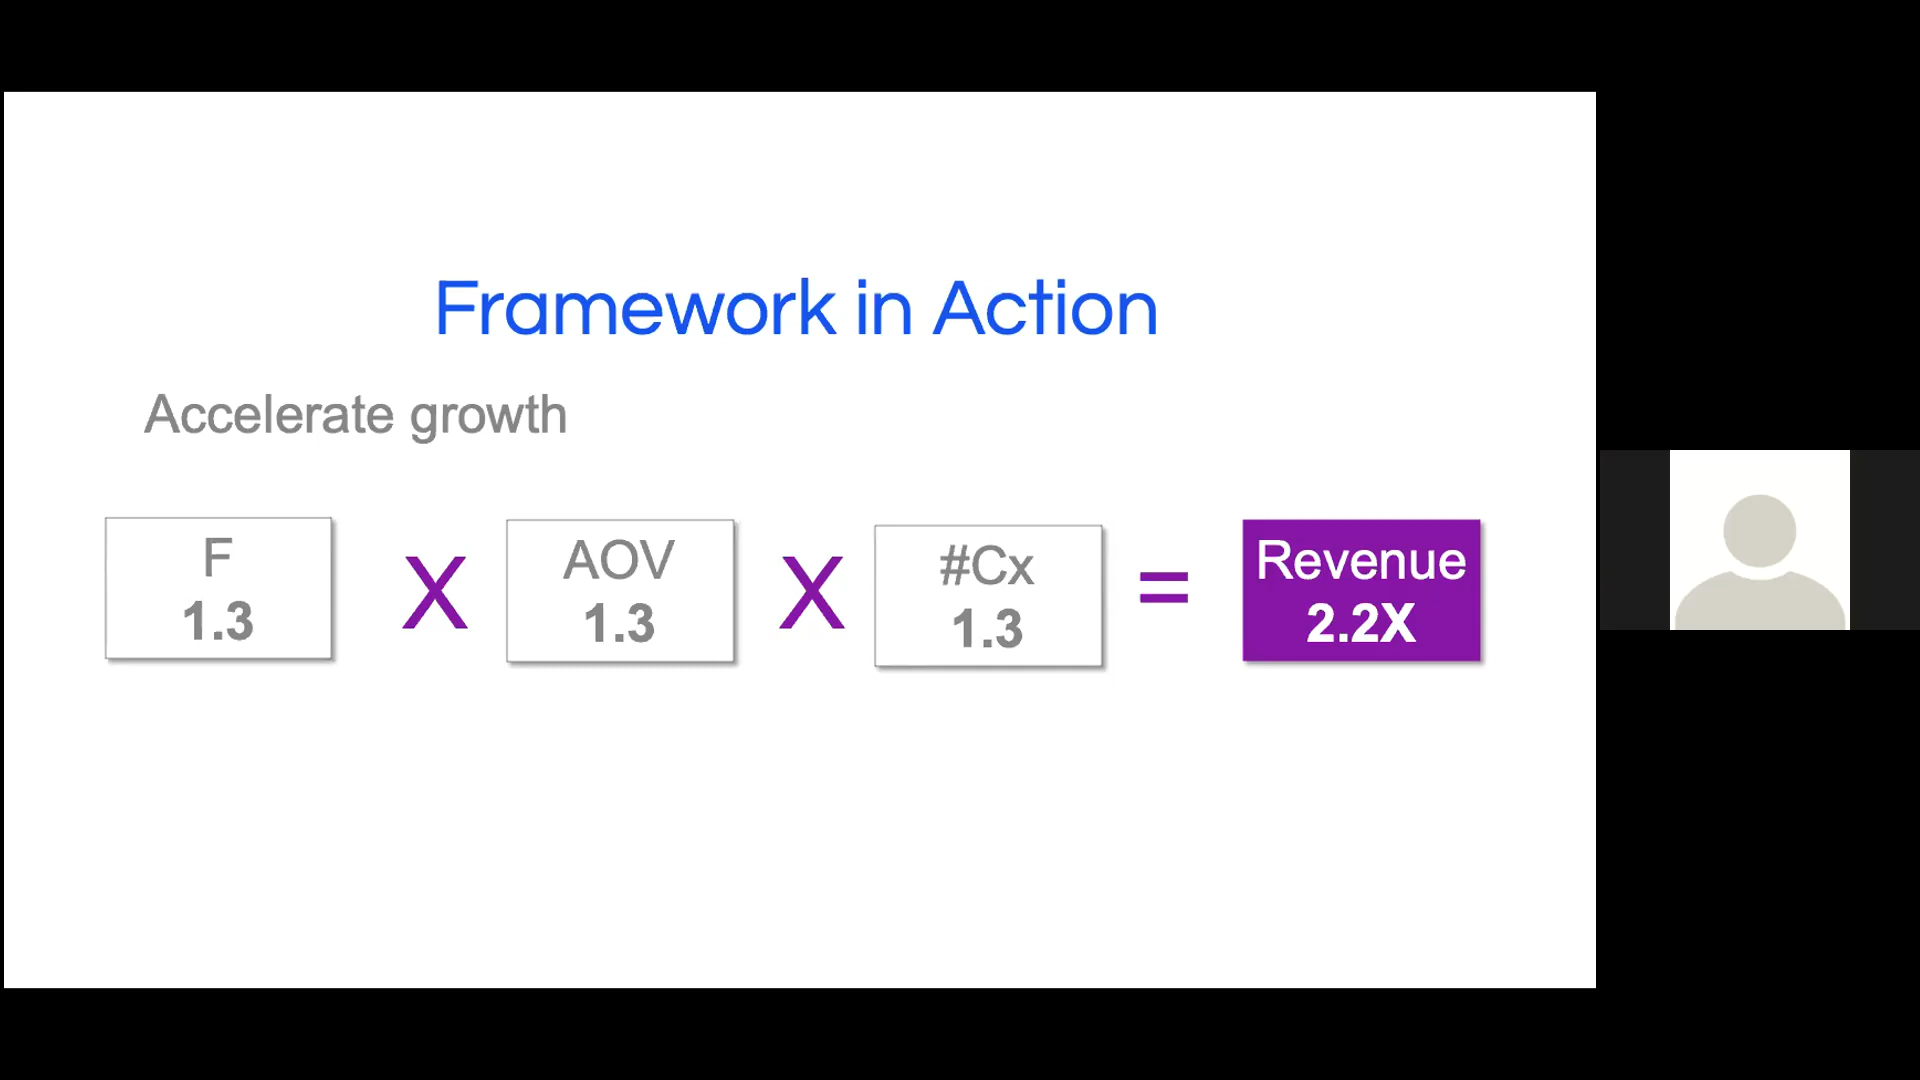 Framework in Action
Accelerate growth
F
1.3
X
AOV
1.3
X
#Cx
1.3
=
Revenue
2.2X